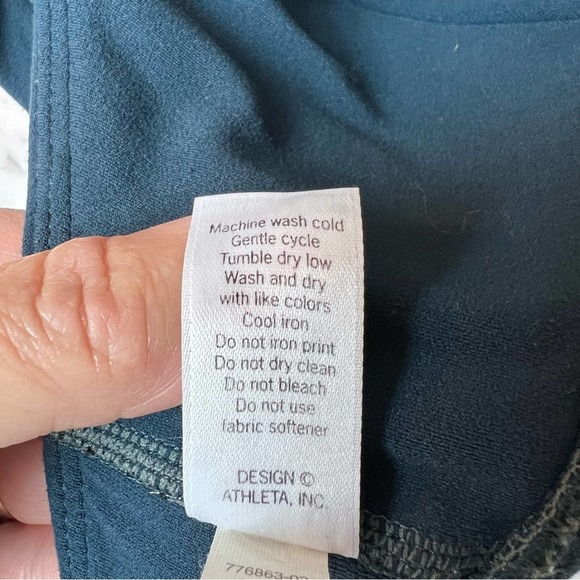 Machine wash cold
Gentle cycle
Tumble dry low
Wash and dry
with like colors
Cool iron
Do not iron print
Do not dry clean
Do not bleach
Do not use
fabric softener
DESIGN ©
ATHLETA, INC.